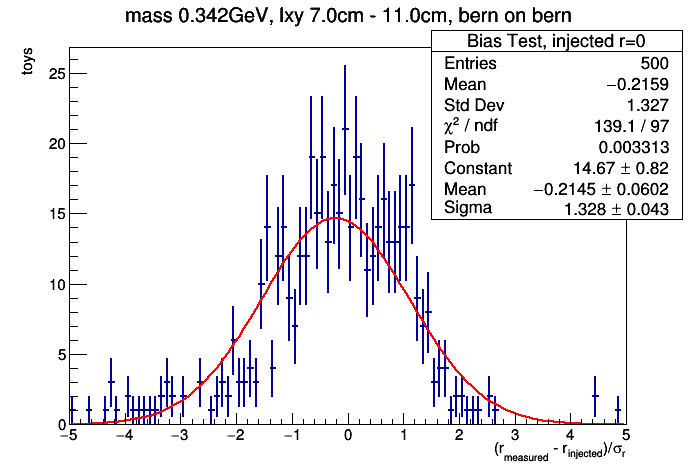 mass 0.342GeV, lxy 7.0cm - 11.0cm, bern on bern
Bias Test, injected r=0
Entries 500
Mean −0.2159
Std Dev 1.327
χ² / ndf 139.1 / 97
Prob 0.003313
Constant 14.67 ± 0.82
Mean −0.2145 ± 0.0602
Sigma 1.328 ± 0.043
toys
25
20
15
10
5
0
−5 −4 −3 −2 −1 0 1 2 3 4 5
(r_measured - r_injected)/σ_r